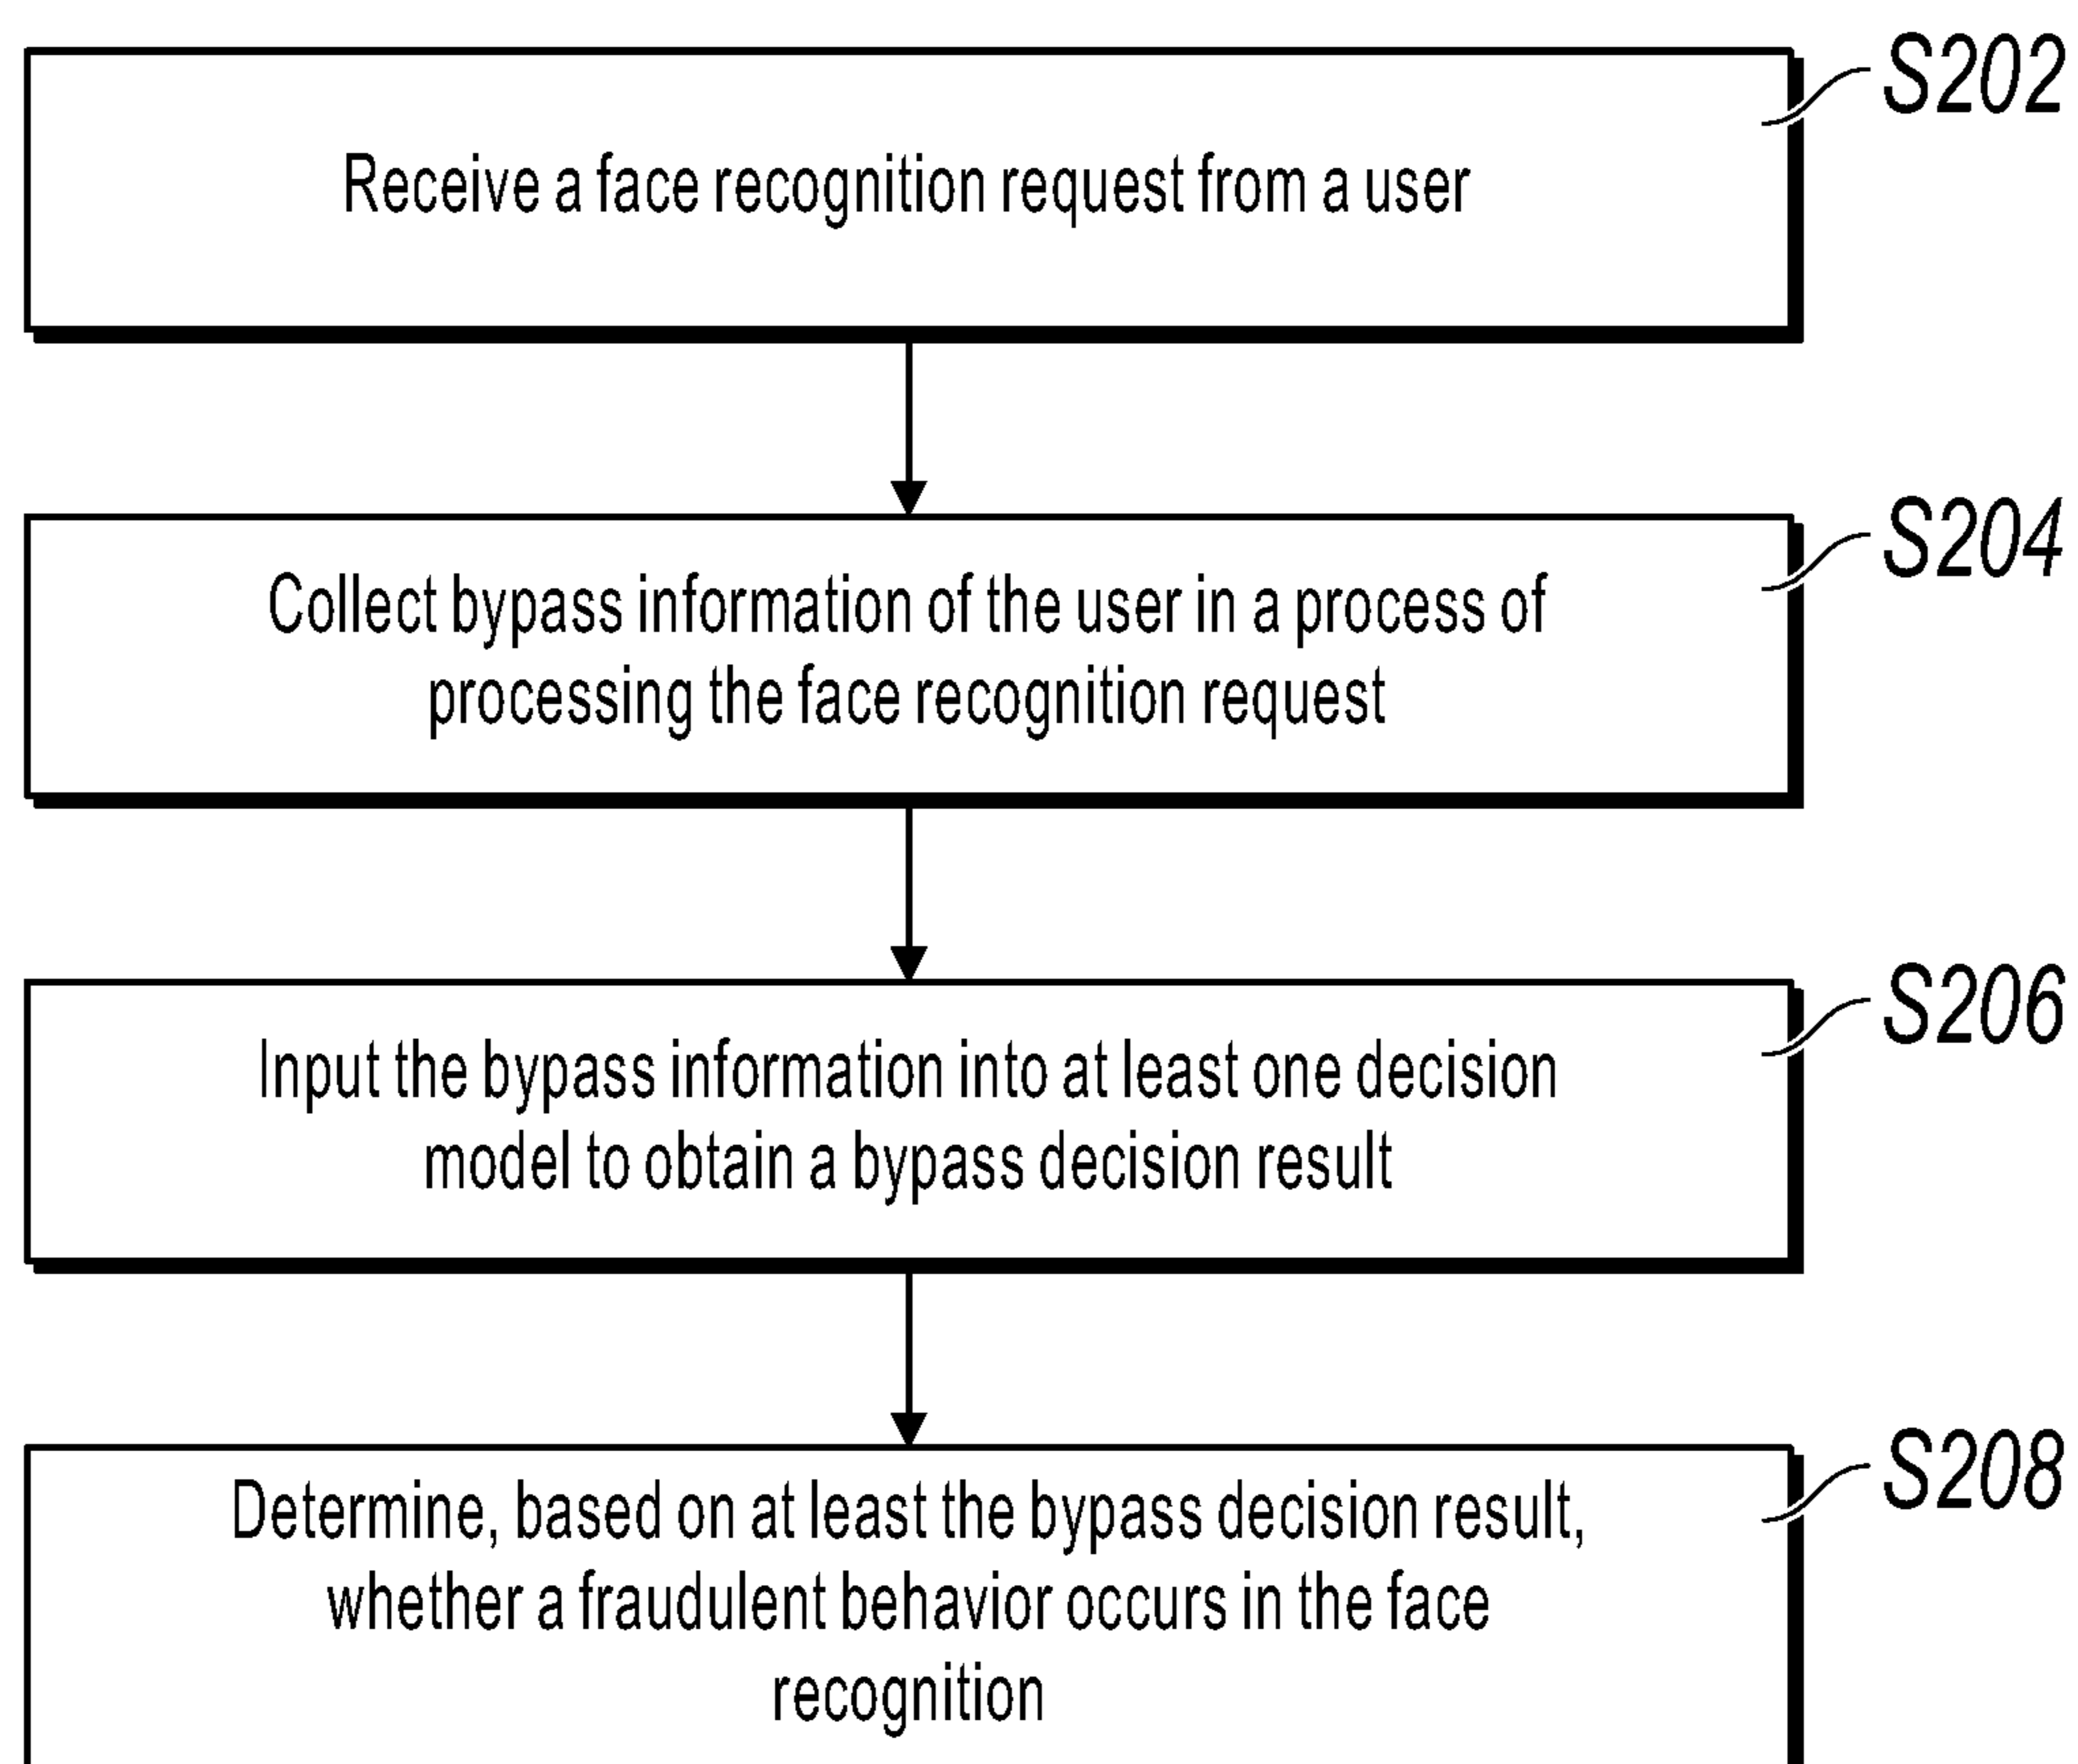 S202
Receive a face recognition request from a user
S204
Collect bypass information of the user in a process of
processing the face recognition request
S206
Input the bypass information into at least one decision
model to obtain a bypass decision result
S208
Determine, based on at least the bypass decision result,
whether a fraudulent behavior occurs in the face
recognition